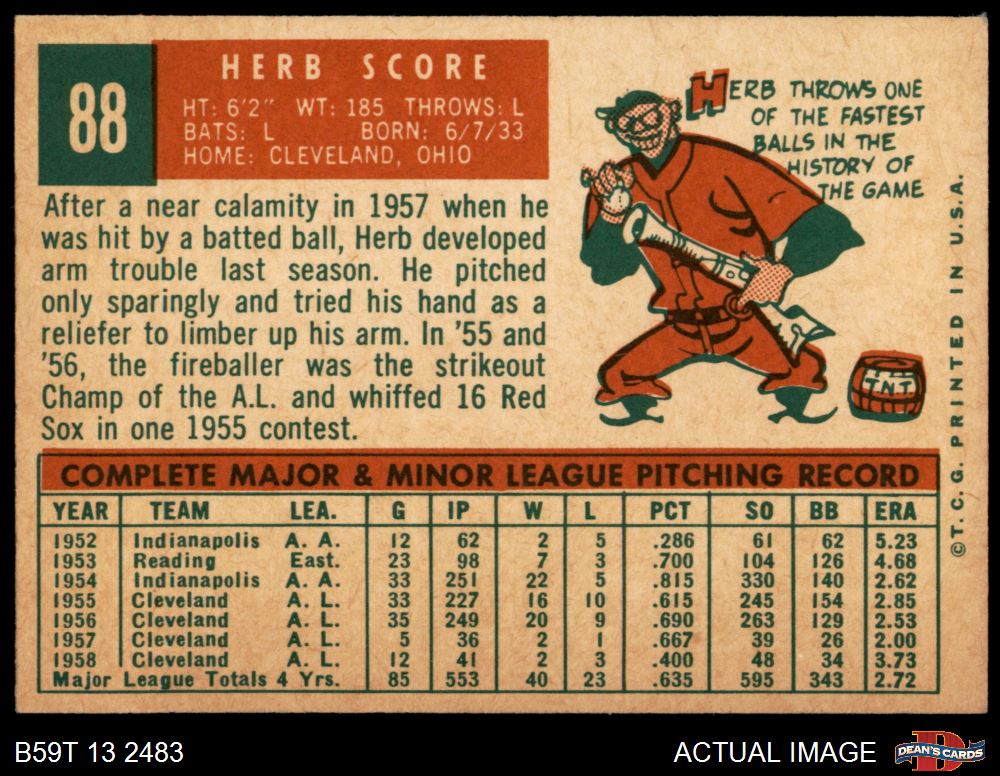 88
HERB SCORE
HT: 6'2" WT: 185 THROWS: L
BATS: L BORN: 6/7/33
HOME: CLEVELAND, OHIO
After a near calamity in 1957 when he
was hit by a batted ball, Herb developed
arm trouble last season. He pitched
only sparingly and tried his hand as a
reliefer to limber up his arm. In '55 and
'56, the fireballer was the strikeout
Champ of the A.L. and whiffed 16 Red
Sox in one 1955 contest.
HERB THROWS ONE
OF THE FASTEST
BALLS IN THE
HISTORY OF
THE GAME
TNT
©T.C.G. PRINTED IN U.S.A.
COMPLETE MAJOR & MINOR LEAGUE PITCHING RECORD
YEAR TEAM LEA. G IP W L PCT SO BB ERA
1952 Indianapolis A. A. 12 62 2 5 .286 61 62 5.23
1953 Reading East. 23 98 7 3 .700 104 126 4.68
1954 Indianapolis A. A. 33 251 22 5 .815 330 140 2.62
1955 Cleveland A. L. 33 227 16 10 .615 245 154 2.85
1956 Cleveland A. L. 35 249 20 9 .690 263 129 2.53
1957 Cleveland A. L. 5 36 2 1 .667 39 26 2.00
1958 Cleveland A. L. 12 41 2 3 .400 48 34 3.73
Major League Totals 4 Yrs. 85 553 40 23 .635 595 343 2.72
B59T 13 2483
ACTUAL IMAGE
D
DEAN'S CARDS